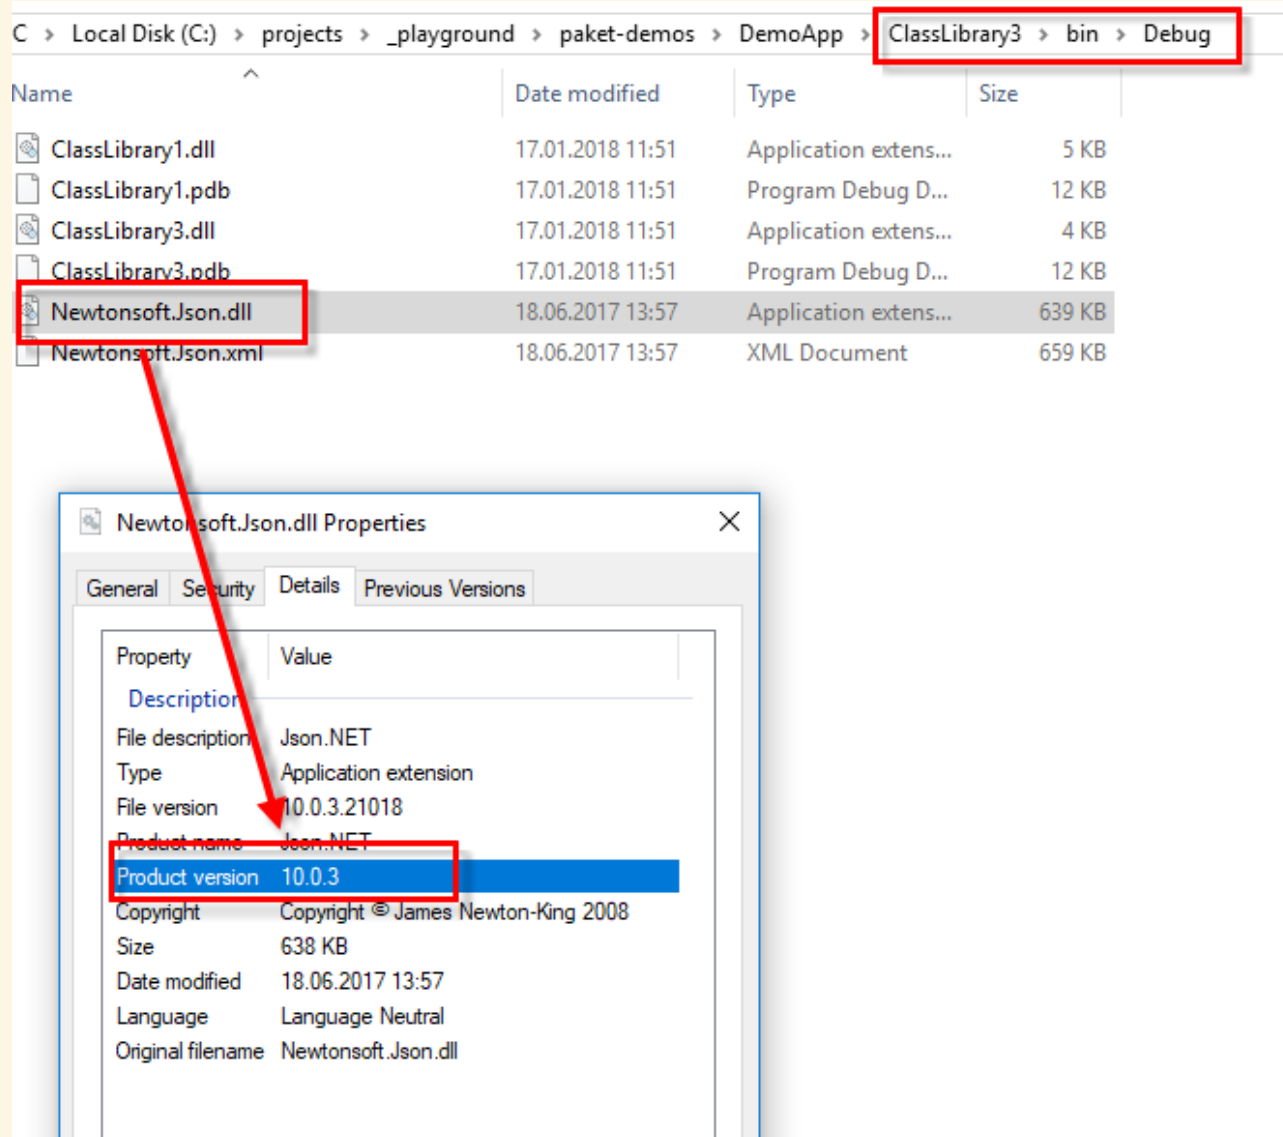 C > Local Disk (C:) > projects > _playground > paket-demos > DemoApp > ClassLibrary3 > bin > Debug
Name Date modified Type Size
ClassLibrary1.dll 17.01.2018 11:51 Application extens... 5 KB
ClassLibrary1.pdb 17.01.2018 11:51 Program Debug D... 12 KB
ClassLibrary3.dll 17.01.2018 11:51 Application extens... 4 KB
ClassLibrary3.pdb 17.01.2018 11:51 Program Debug D... 12 KB
Newtonsoft.Json.dll 18.06.2017 13:57 Application extens... 639 KB
Newtonsoft.Json.xml 18.06.2017 13:57 XML Document 659 KB
Newtonsoft.Json.dll Properties
General Security Details Previous Versions
Property Value
Description
File description Json.NET
Type Application extension
File version 10.0.3.21018
Product name Json.NET
Product version 10.0.3
Copyright Copyright © James Newton-King 2008
Size 638 KB
Date modified 18.06.2017 13:57
Language Language Neutral
Original filename Newtonsoft.Json.dll